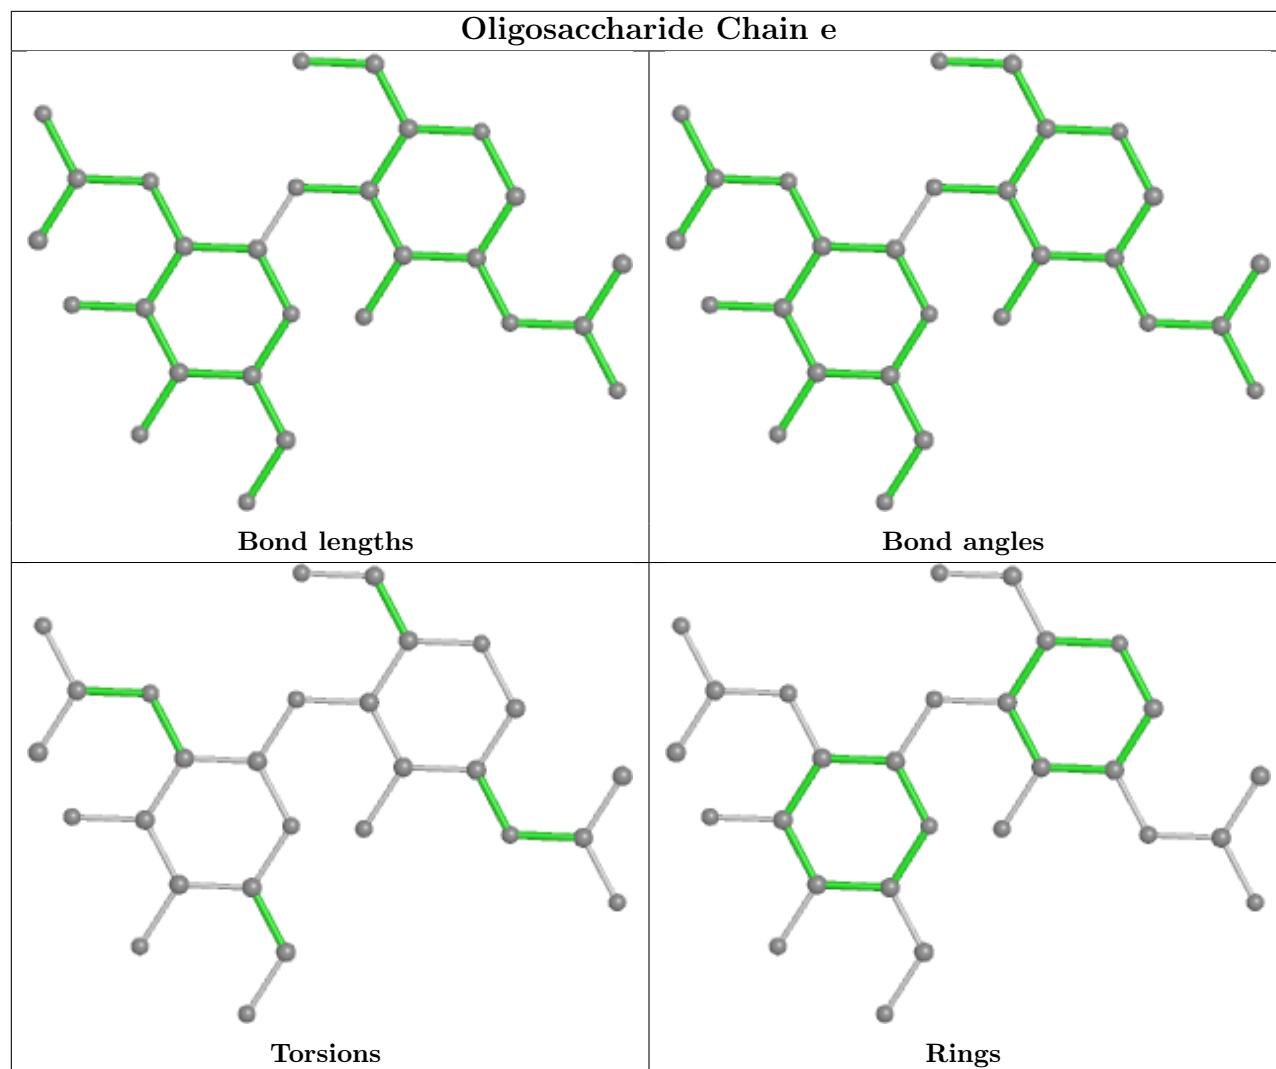 Oligosaccharide Chain e
Bond lengths
Bond angles
Torsions
Rings